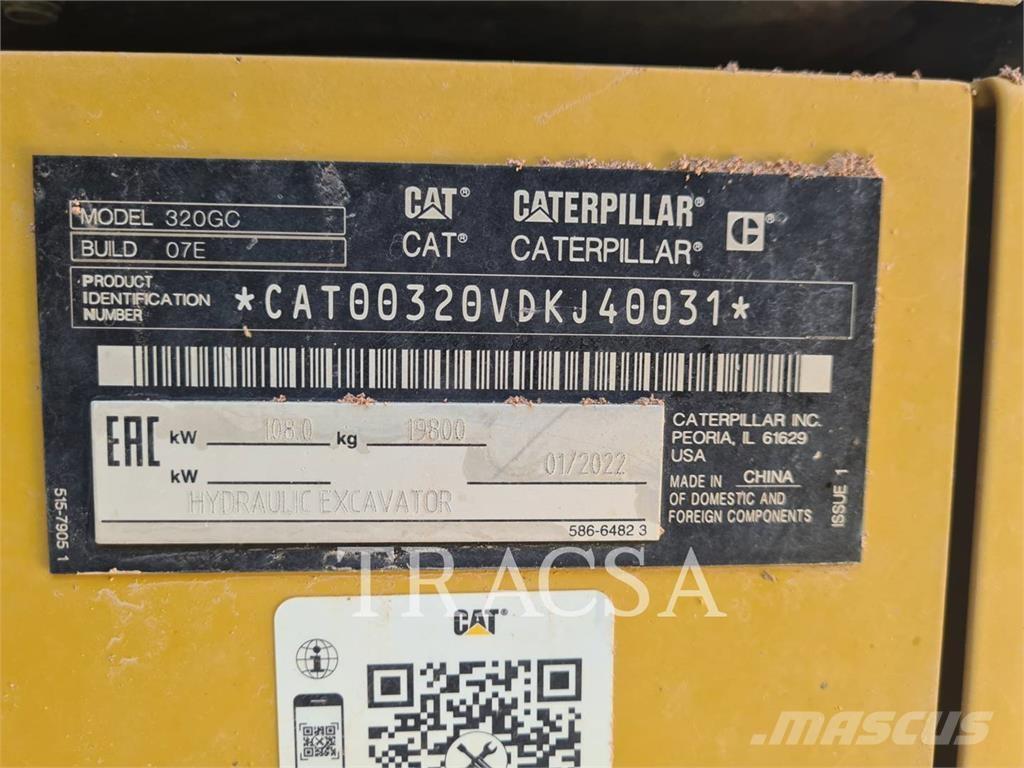 MODEL 320GC
BUILD 07E
CAT® CATERPILLAR®
CAT® CATERPILLAR®
PRODUCT
IDENTIFICATION
NUMBER
*CAT00320VDKJ40031*
EAC kW 108.0 kg 19800
kW 01/2022
HYDRAULIC EXCAVATOR
586-6482 3
CATERPILLAR INC.
PEORIA, IL 61629
USA
MADE IN CHINA
OF DOMESTIC AND
FOREIGN COMPONENTS
ISSUE 1
515-7905 1
TRACSA
CAT®
MASCUS